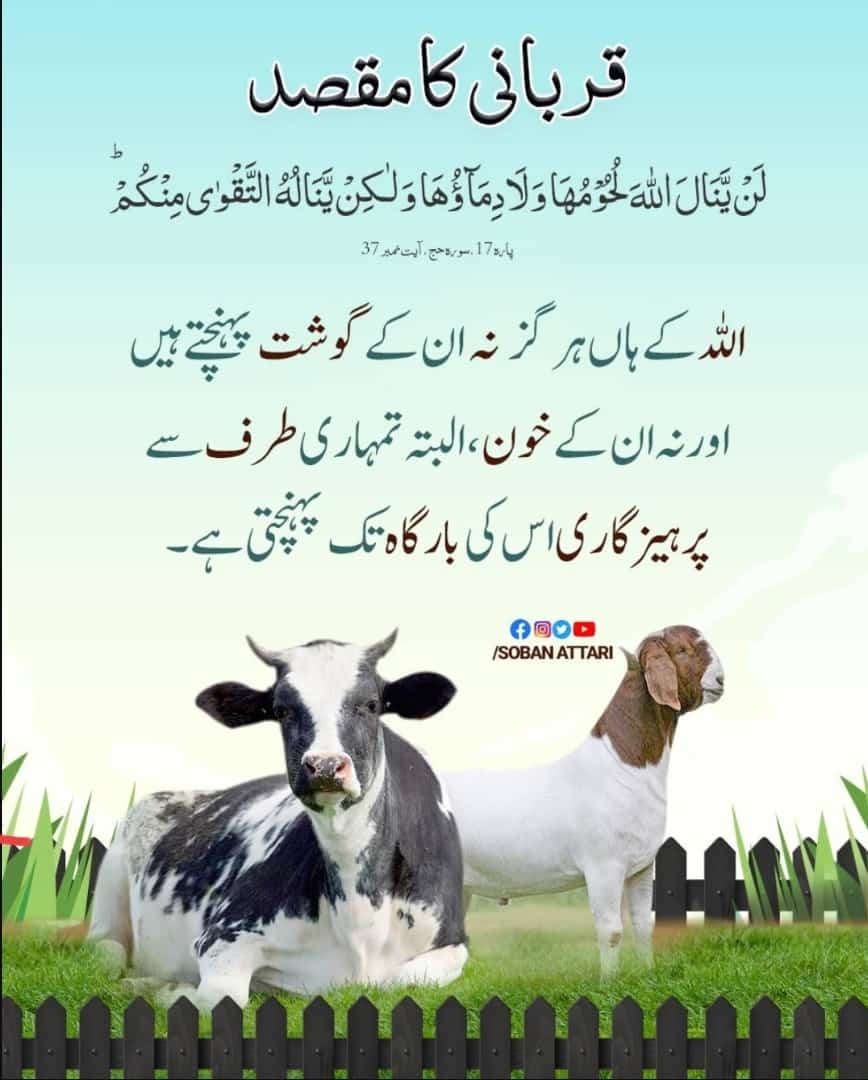 قربانی کا مقصد
لَنْ یَّنَالَ اللّٰهَ لُحُوْمُهَا وَ لَا دِمَآؤُهَا وَ لٰكِنْ یَّنَالُهُ التَّقْوٰى مِنْكُمْؕ
پارہ 17، سورہ حج، آیت نمبر 37
اللہ کے ہاں ہر گز نہ ان کے گوشت پہنچتے ہیں
اور نہ ان کے خون، البتہ تمہاری طرف سے
پرہیز گاری اس کی بارگاہ تک پہنچتی ہے۔
/SOBAN ATTARI